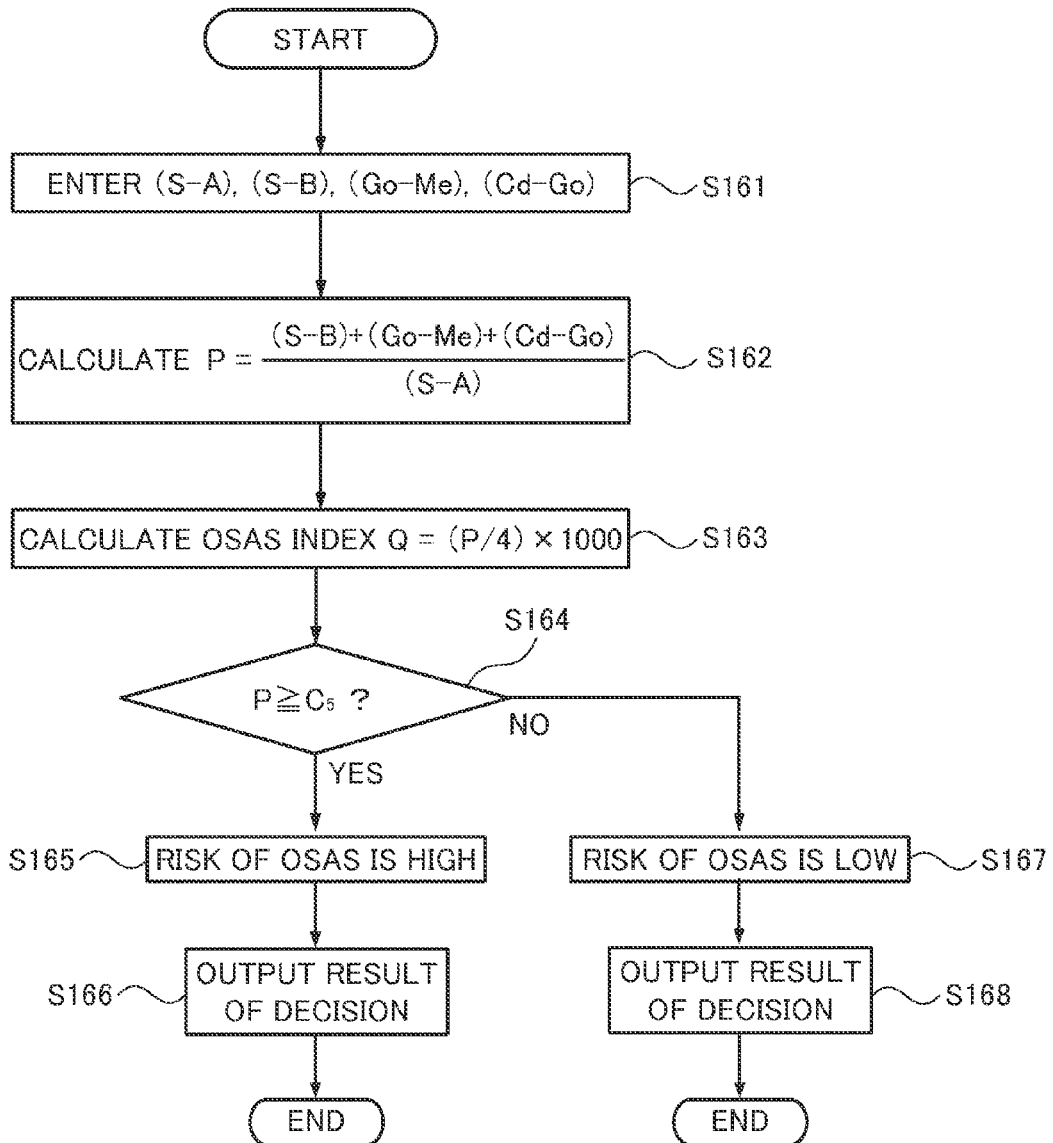 START
ENTER (S-A), (S-B), (Go-Me), (Cd-Go)
S161
CALCULATE P = (S-B)+(Go-Me)+(Cd-Go)
(S-A)
S162
CALCULATE OSAS INDEX Q = (P/4) × 1000
S163
S164
P≧C₅ ?
NO
YES
S165
RISK OF OSAS IS HIGH
RISK OF OSAS IS LOW
S167
S166
OUTPUT RESULT
OF DECISION
OUTPUT RESULT
OF DECISION
S168
END
END